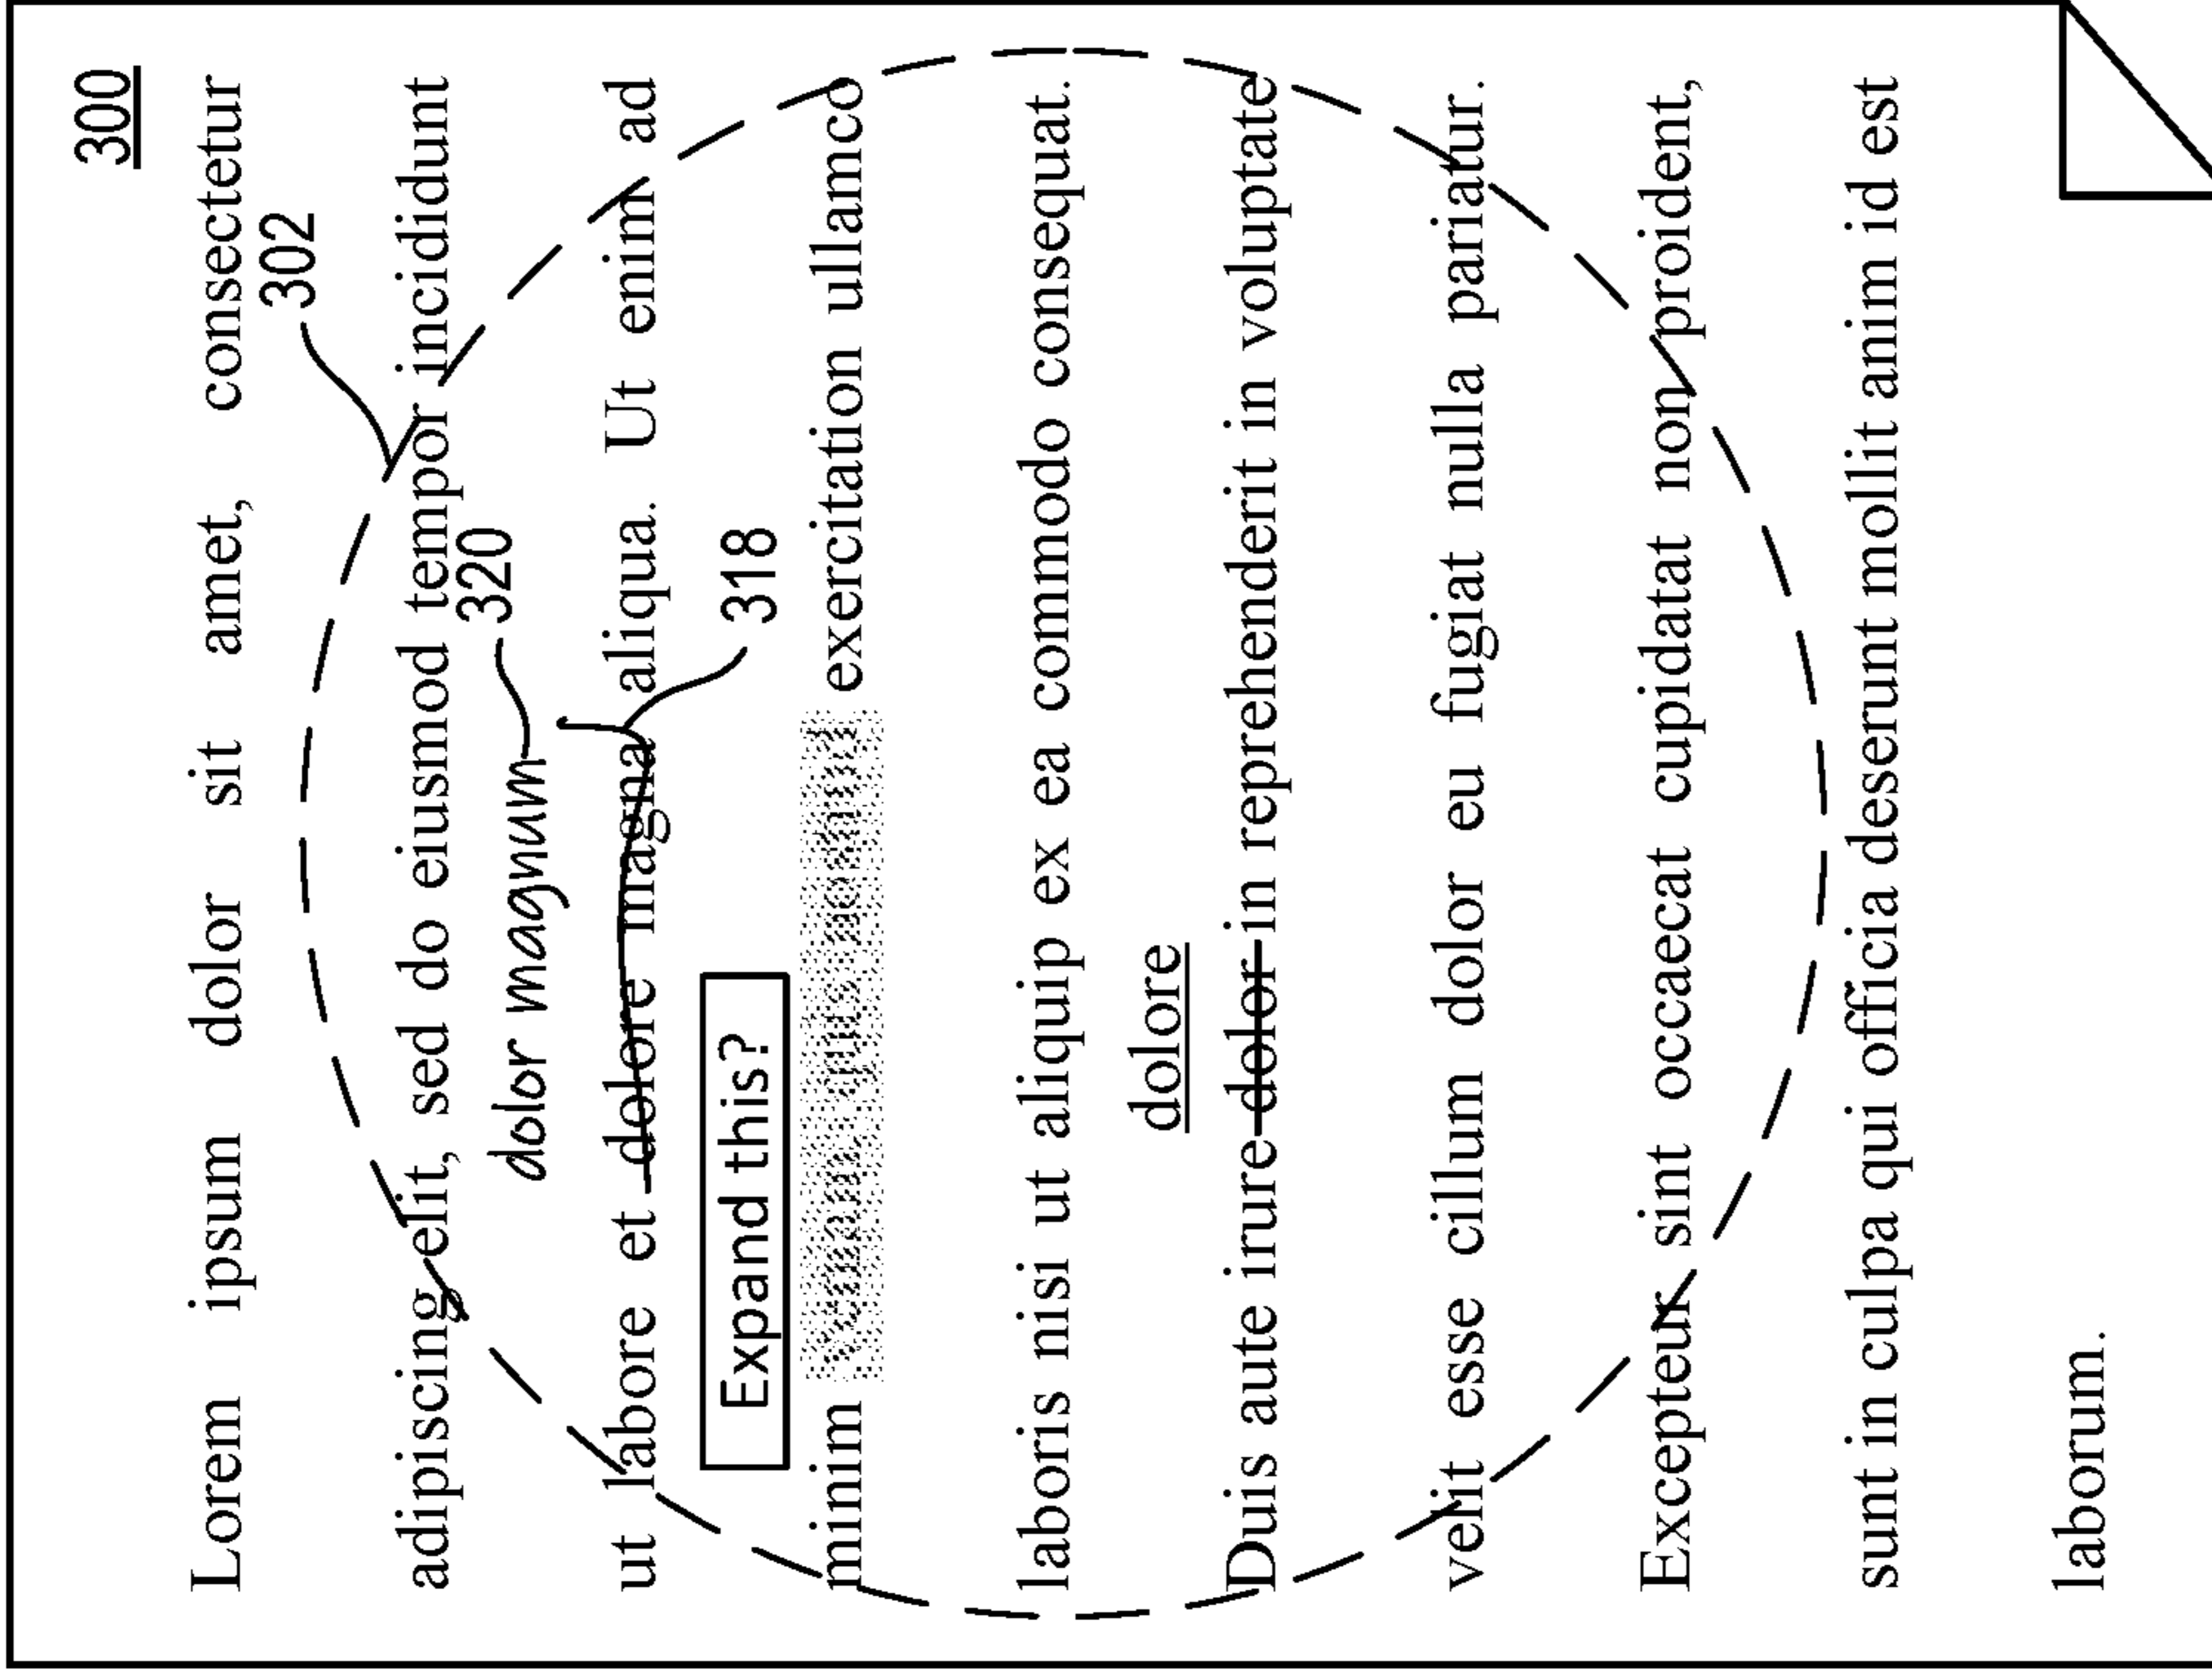 300
Lorem ipsum dolor sit amet, consectetur
302
adipiscing elit, sed do eiusmod tempor incididunt
320
dolor magnum
ut labore et dolore magna aliqua. Ut enim ad
318
Expand this?
minim veniam, quis nostrud exercitation ullamco
laboris nisi ut aliquip ex ea commodo consequat.
dolore
Duis aute irure dolor in reprehenderit in voluptate
velit esse cillum dolor eu fugiat nulla pariatur.
Excepteur sint occaecat cupidatat non proident,
sunt in culpa qui officia deserunt mollit anim id est
laborum.